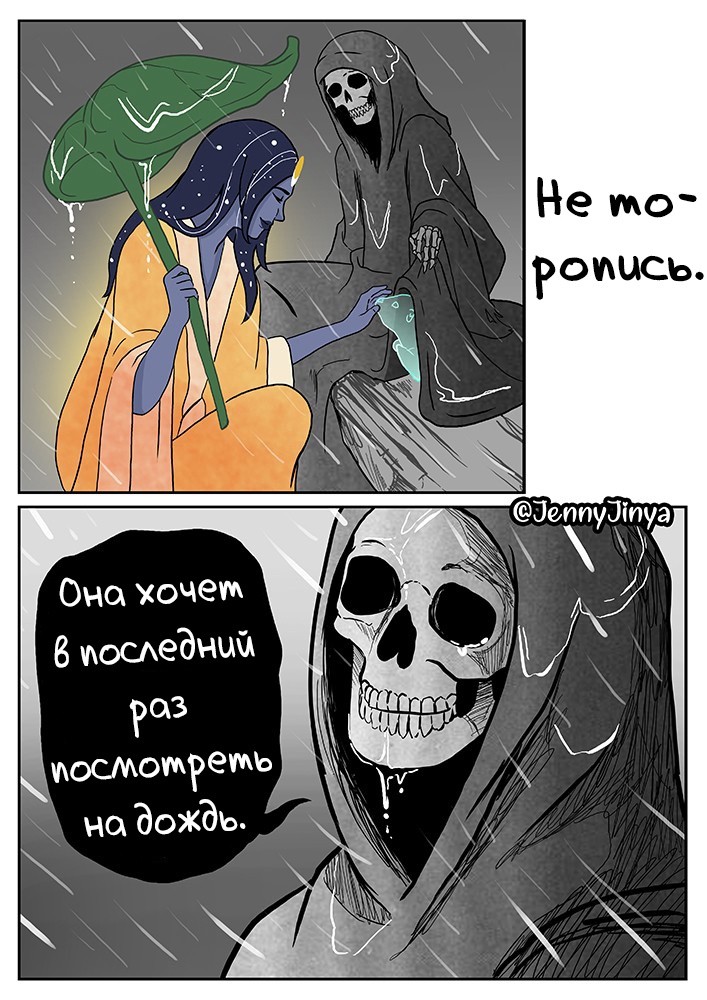 Не то-
ропись.
@JennyJinya
Она хочет
в последний
раз
посмотреть
на дождь.